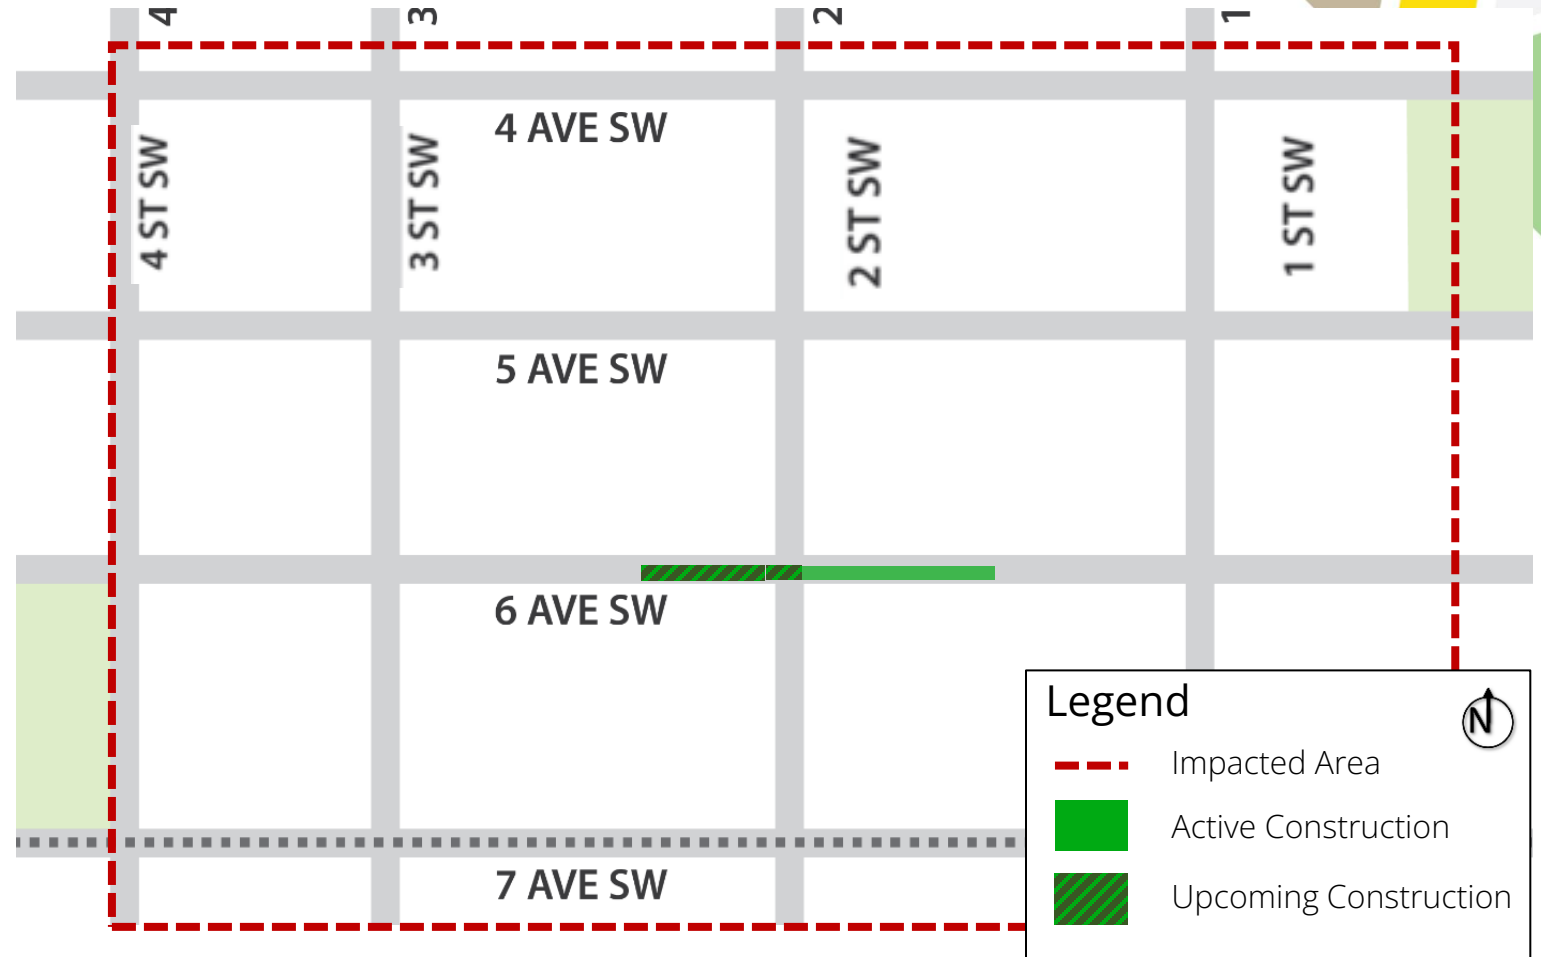 4
3
2
1
4 AVE SW
4 ST SW
3 ST SW
2 ST SW
1 ST SW
5 AVE SW
6 AVE SW
7 AVE SW
Legend
N
Impacted Area
Active Construction
Upcoming Construction